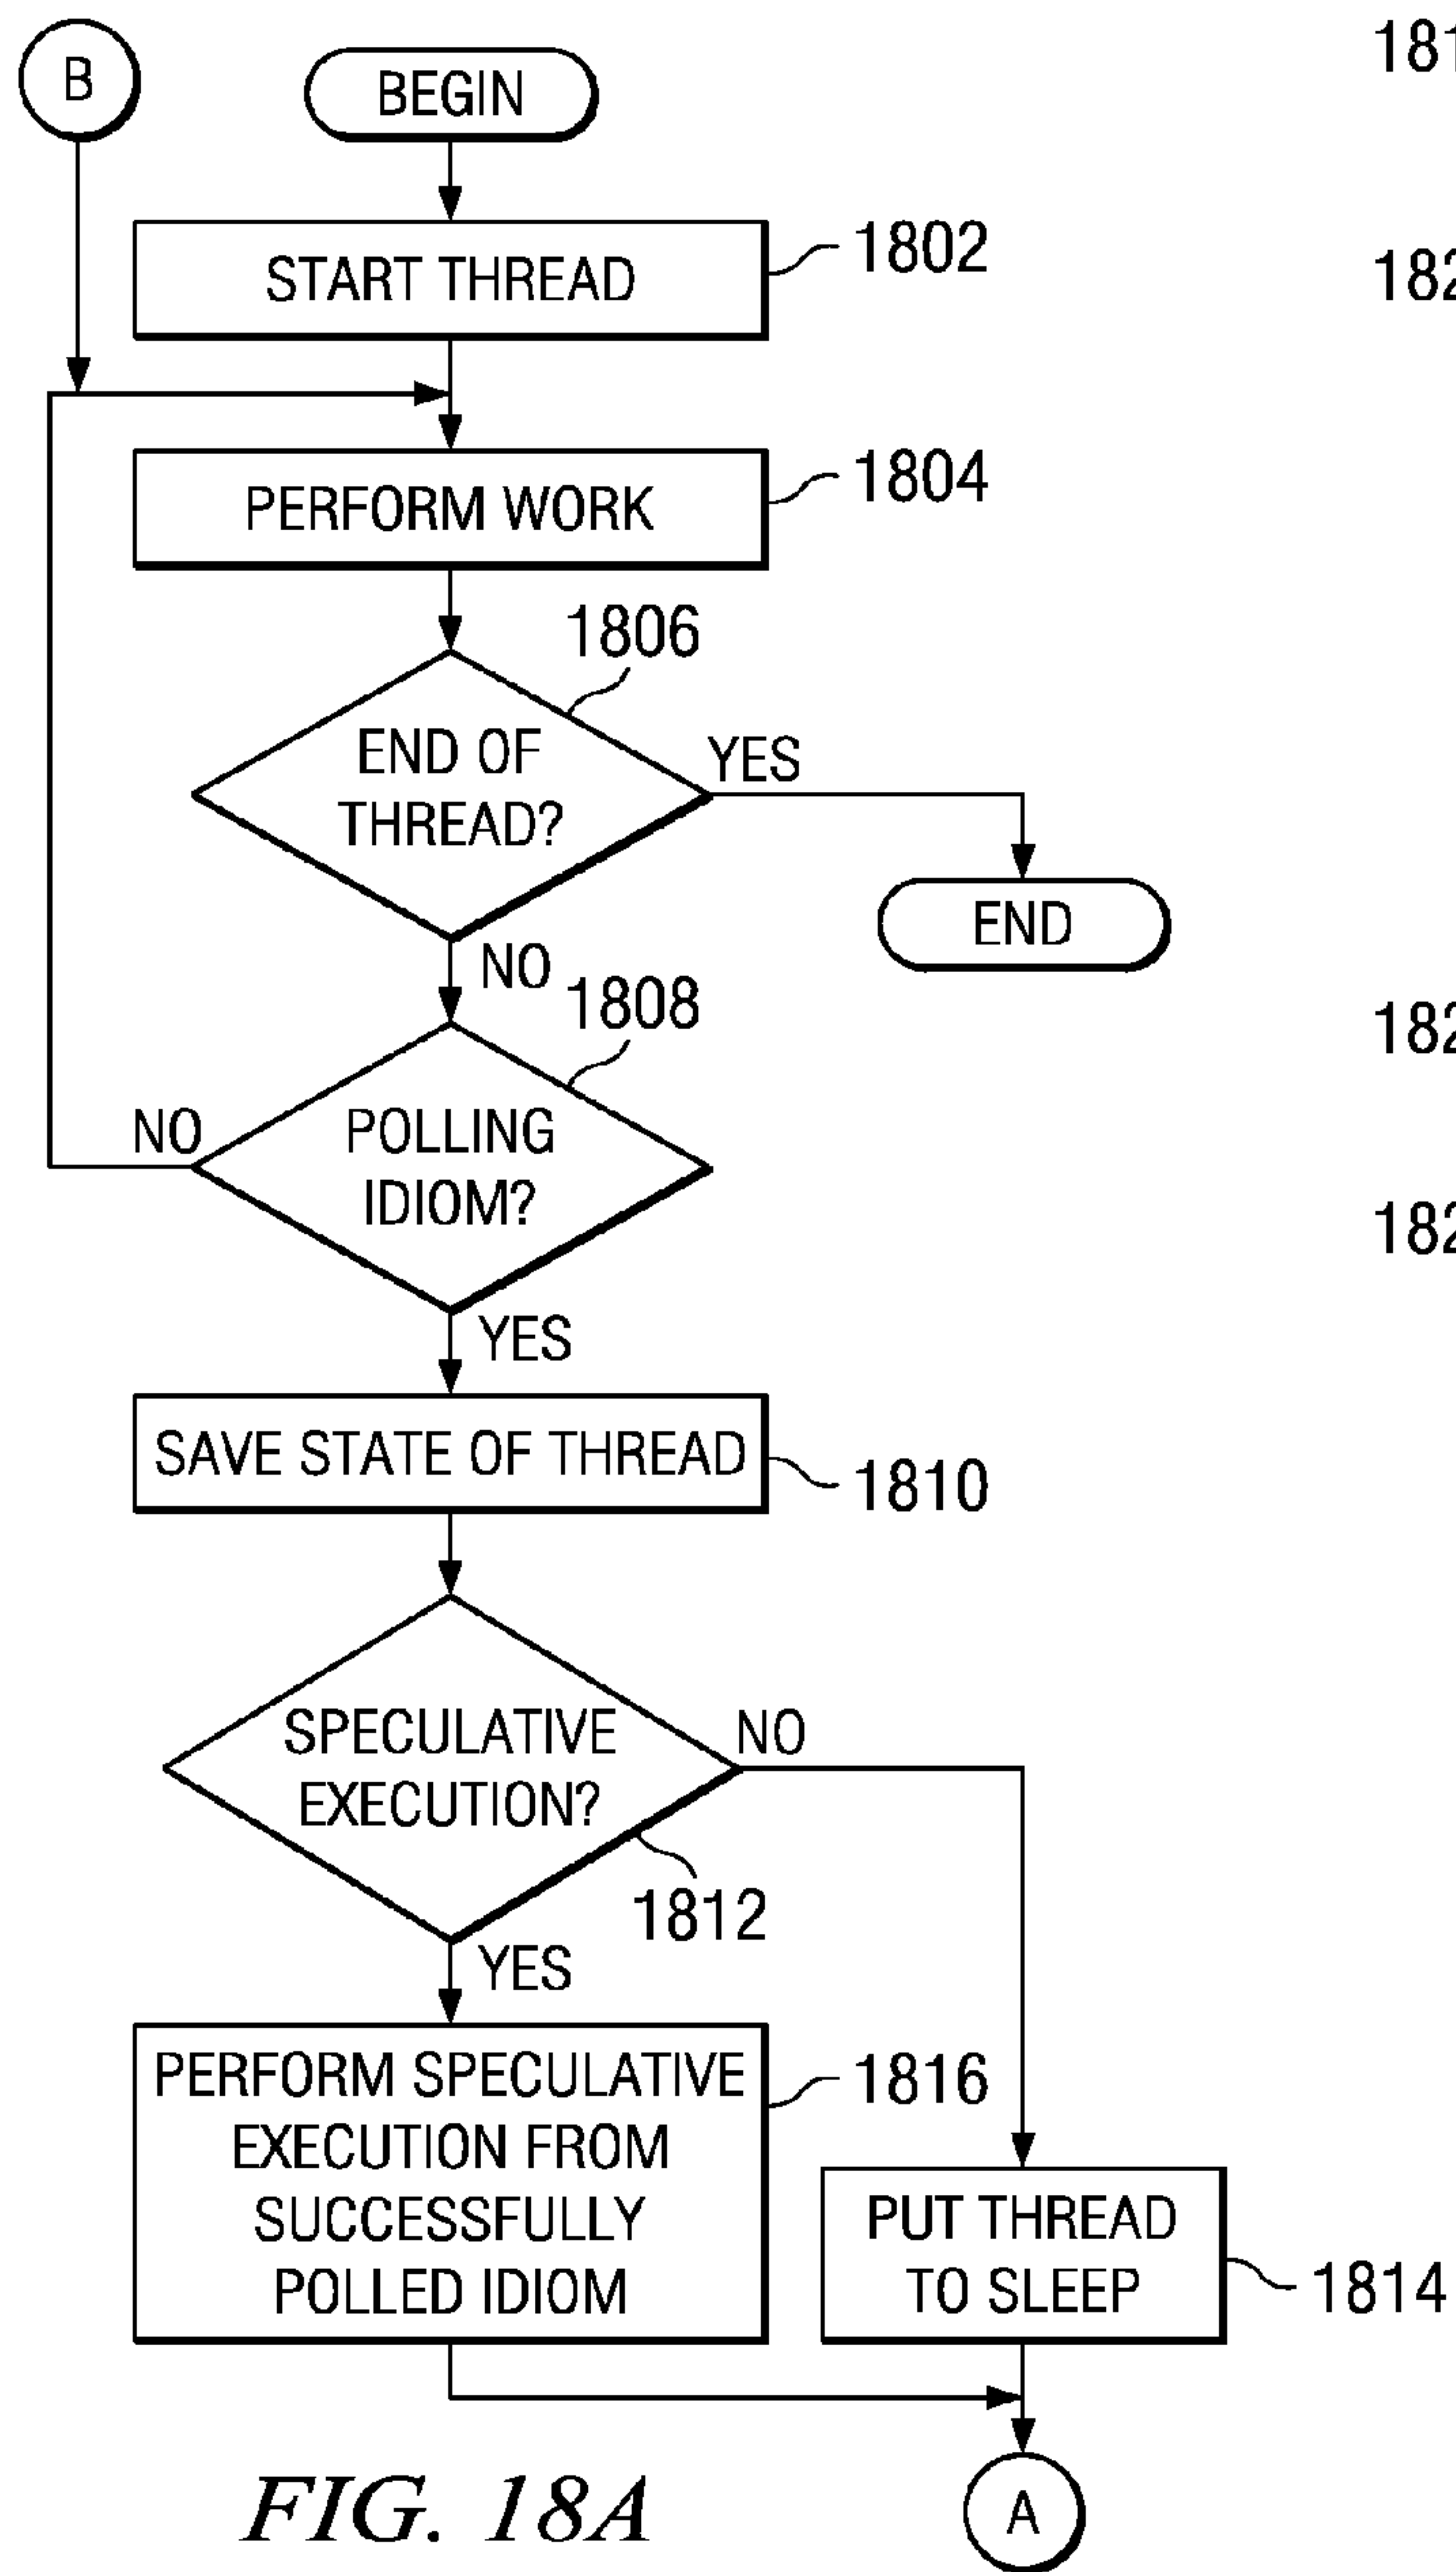 B
BEGIN
START THREAD
1802
PERFORM WORK
1804
1806
END OF
THREAD?
YES
END
NO
1808
POLLING
IDIOM?
NO
YES
SAVE STATE OF THREAD
1810
SPECULATIVE
EXECUTION?
NO
1812
YES
PERFORM SPECULATIVE
EXECUTION FROM
SUCCESSFULLY
POLLED IDIOM
1816
PUT THREAD
TO SLEEP
1814
A
FIG. 18A